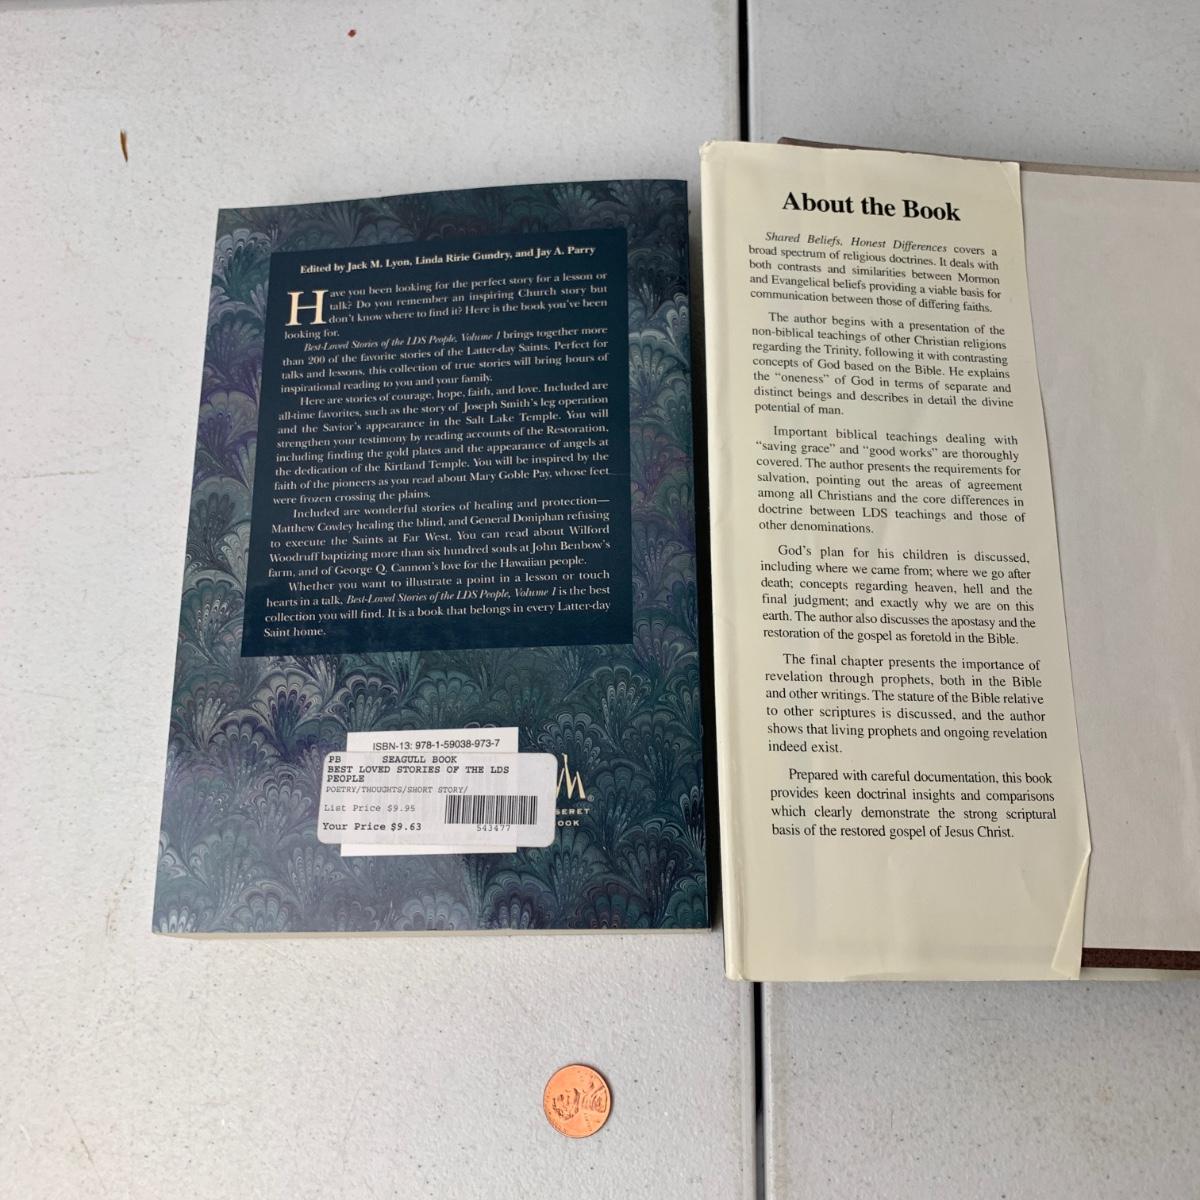 Edited by Jack M. Lyon, Linda Ririe Gundry, and Jay A. Parry
Have you been looking for the perfect story for a lesson or
talk? Do you remember an inspiring Church story but
don't know where to find it? Here is the book you've been
looking for.
Best-Loved Stories of the LDS People, Volume 1 brings together more
than 200 of the favorite stories of the Latter-day Saints. Perfect for
talks and lessons, this collection of true stories will bring hours of
inspirational reading to you and your family.
Here are stories of courage, hope, faith, and love. Included are
all-time favorites, such as the story of Joseph Smith's leg operation
and the Savior's appearance in the Salt Lake Temple. You will
strengthen your testimony by reading accounts of the Restoration,
including finding the gold plates and the appearance of angels at
the dedication of the Kirtland Temple. You will be inspired by the
faith of the pioneers as you read about Mary Goble Pay, whose feet
were frozen crossing the plains.
Included are wonderful stories of healing and protection—
Matthew Cowley healing the blind, and General Doniphan refusing
to execute the Saints at Far West. You can read about Wilford
Woodruff baptizing more than six hundred souls at John Benbow's
farm, and of George Q. Cannon's love for the Hawaiian people.
Whether you want to illustrate a point in a lesson or touch
hearts in a talk, Best-Loved Stories of the LDS People, Volume 1 is the best
collection you will find. It is a book that belongs in every Latter-day
Saint home.
ISBN-13: 978-1-59038-973-7
PB SEAGULL BOOK
BEST LOVED STORIES OF THE LDS
PEOPLE
POETRY/THOUGHTS/SHORT STORY/
List Price $9.95
Your Price $9.63
543477
SERET
OOK
About the Book
Shared Beliefs, Honest Differences covers a
broad spectrum of religious doctrines. It deals with
both contrasts and similarities between Mormon
and Evangelical beliefs providing a viable basis for
communication between those of differing faiths.
The author begins with a presentation of the
non-biblical teachings of other Christian religions
regarding the Trinity, following it with contrasting
concepts of God based on the Bible. He explains
the "oneness" of God in terms of separate and
distinct beings and describes in detail the divine
potential of man.
Important biblical teachings dealing with
"saving grace" and "good works" are thoroughly
covered. The author presents the requirements for
salvation, pointing out the areas of agreement
among all Christians and the core differences in
doctrine between LDS teachings and those of
other denominations.
God's plan for his children is discussed,
including where we came from; where we go after
death; concepts regarding heaven, hell and the
final judgment; and exactly why we are on this
earth. The author also discusses the apostasy and the
restoration of the gospel as foretold in the Bible.
The final chapter presents the importance of
revelation through prophets, both in the Bible
and other writings. The stature of the Bible relative
to other scriptures is discussed, and the author
shows that living prophets and ongoing revelation
indeed exist.
Prepared with careful documentation, this book
provides keen doctrinal insights and comparisons
which clearly demonstrate the strong scriptural
basis of the restored gospel of Jesus Christ.